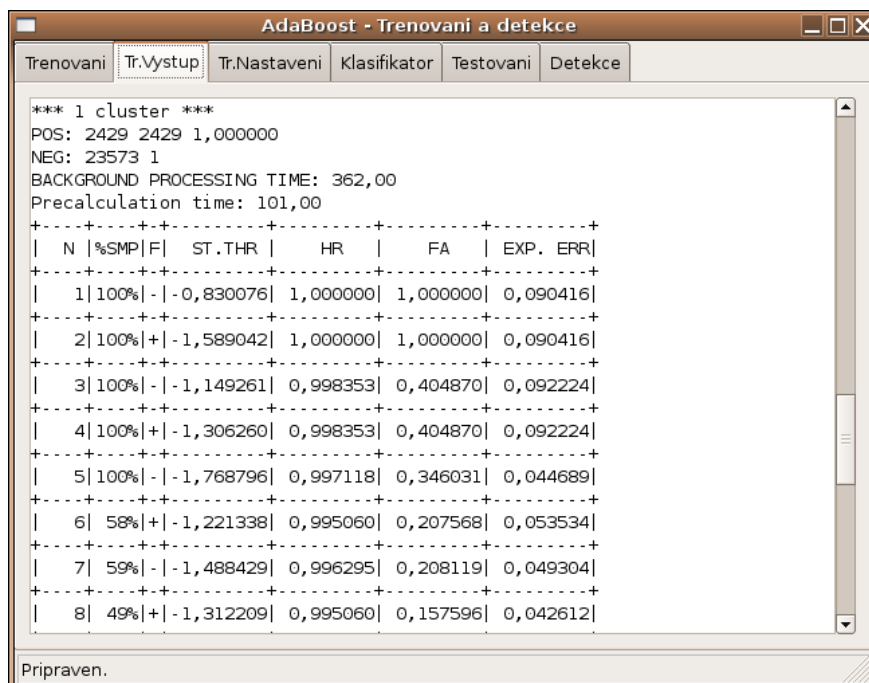 AdaBoost - Trenovani a detekce
Trenovani Tr.Vystup Tr.Nastaveni Klasifikator Testovani Detekce
*** 1 cluster ***
POS: 2429 2429 1,000000
NEG: 23573 1
BACKGROUND PROCESSING TIME: 362,00
Precalculation time: 101,00
+----+----+-+---------+---------+---------+---------+
|  N |%SMP|F|  ST.THR |    HR   |    FA   | EXP. ERR|
+----+----+-+---------+---------+---------+---------+
|   1|100%|-|-0,830076| 1,000000| 1,000000| 0,090416|
+----+----+-+---------+---------+---------+---------+
|   2|100%|+|-1,589042| 1,000000| 1,000000| 0,090416|
+----+----+-+---------+---------+---------+---------+
|   3|100%|-|-1,149261| 0,998353| 0,404870| 0,092224|
+----+----+-+---------+---------+---------+---------+
|   4|100%|+|-1,306260| 0,998353| 0,404870| 0,092224|
+----+----+-+---------+---------+---------+---------+
|   5|100%|-|-1,768796| 0,997118| 0,346031| 0,044689|
+----+----+-+---------+---------+---------+---------+
|   6| 58%|+|-1,221338| 0,995060| 0,207568| 0,053534|
+----+----+-+---------+---------+---------+---------+
|   7| 59%|-|-1,488429| 0,996295| 0,208119| 0,049304|
+----+----+-+---------+---------+---------+---------+
|   8| 49%|+|-1,312209| 0,995060| 0,157596| 0,042612|
Pripraven.